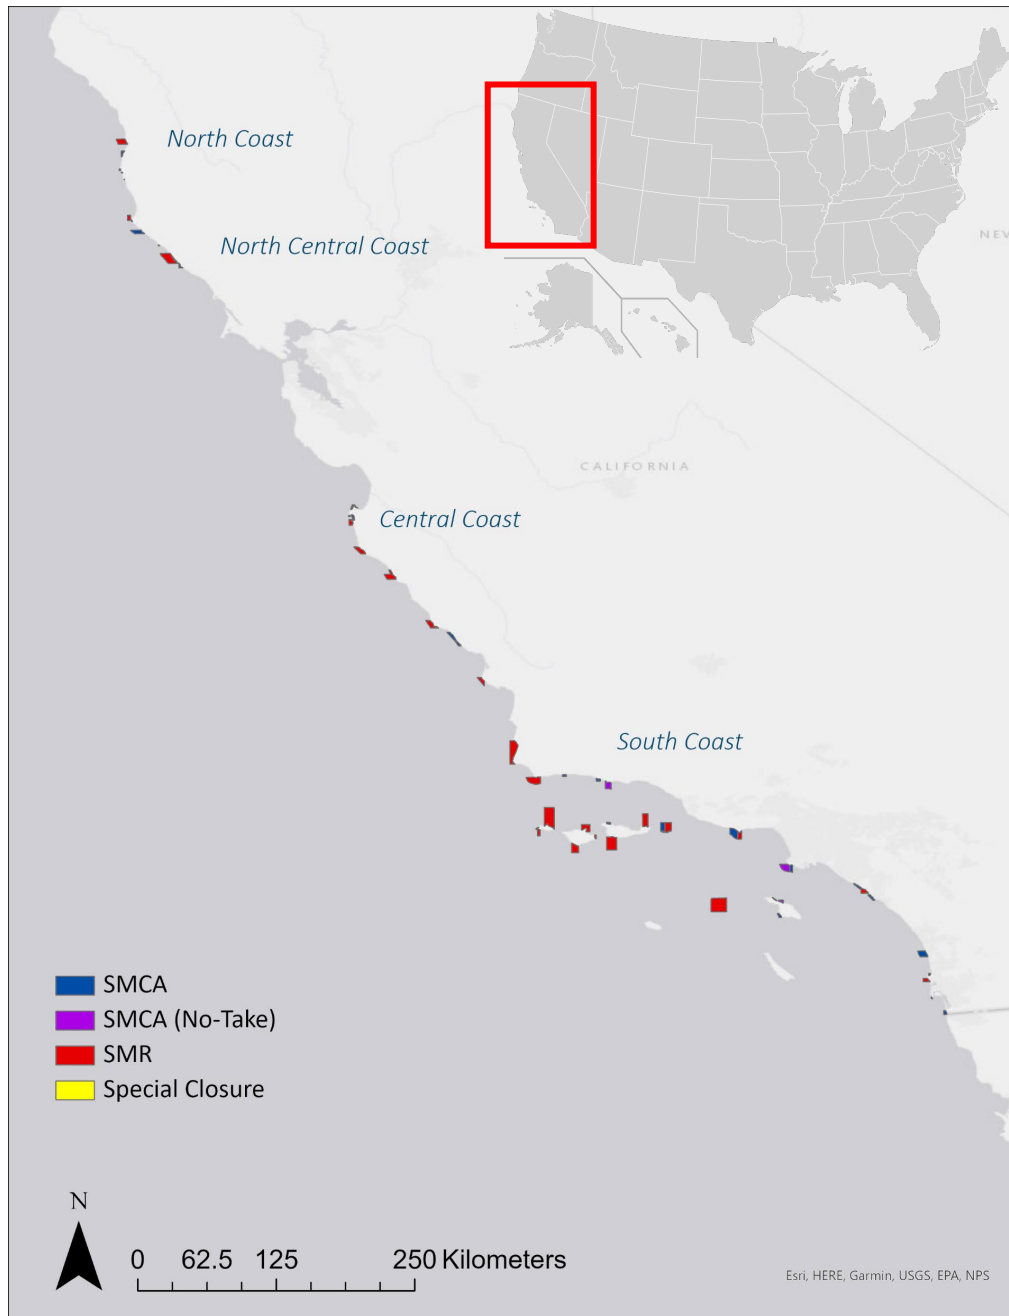 North Coast
North Central Coast
NEV
CALIFORNIA
Central Coast
South Coast
SMCA
SMCA (No-Take)
SMR
Special Closure
N
0 62.5 125 250 Kilometers
Esri, HERE, Garmin, USGS, EPA, NPS